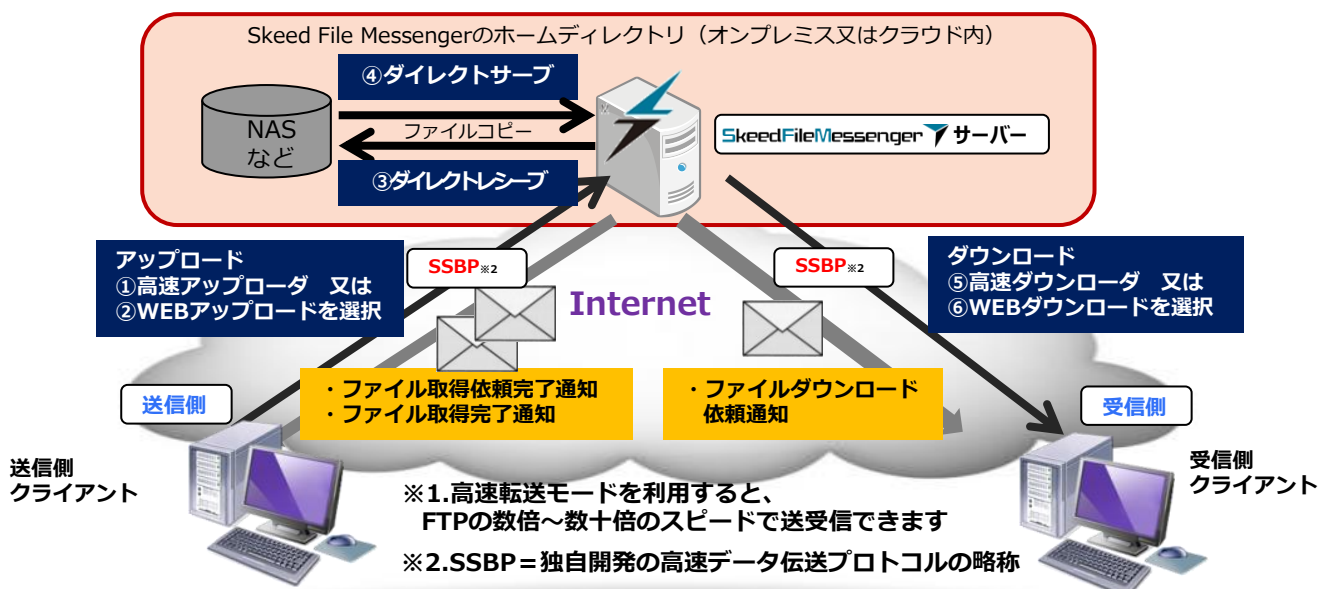 Skeed File Messengerのホームディレクトリ（オンプレミス又はクラウド内）
④ダイレクトサーブ
NAS
など
ファイルコピー
③ダイレクトレシーブ
SkeedFileMessenger サーバー
アップロード
①高速アップローダ　又は
②WEBアップロードを選択
SSBP※2
SSBP※2
ダウンロード
⑤高速ダウンローダ　又は
⑥WEBダウンロードを選択
Internet
・ファイル取得依頼完了通知
・ファイル取得完了通知
・ファイルダウンロード
依頼通知
送信側
受信側
送信側
クライアント
受信側
クライアント
※1.高速転送モードを利用すると、
FTPの数倍～数十倍のスピードで送受信できます
※2.SSBP＝独自開発の高速データ伝送プロトコルの略称